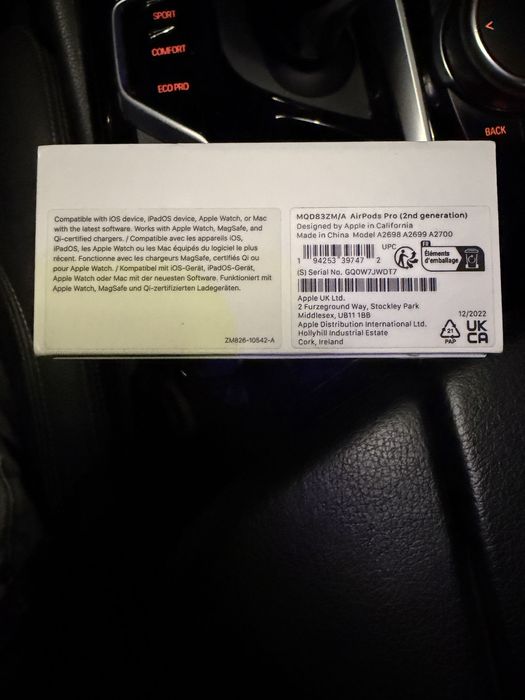 SPORT
COMFORT
ECO PRO
<
BACK
Compatible with iOS device, iPadOS device, Apple Watch, or Mac
with the latest software. Works with Apple Watch, MagSafe, and
Qi-certified chargers. / Compatible avec les appareils iOS,
iPadOS, les Apple Watch ou les Mac équipés du logiciel le plus
récent. Fonctionne avec les chargeurs MagSafe, certifiés Qi ou
pour Apple Watch. / Kompatibel mit iOS-Gerät, iPadOS-Gerät,
Apple Watch oder Mac mit der neuesten Software. Funktioniert mit
Apple Watch, MagSafe und Qi-zertifizierten Ladegeräten.
ZM826-10542-A
MQD83ZM/A AirPods Pro (2nd generation)
Designed by Apple in California
Made in China Model A2698 A2699 A2700
UPC
1 94253 39747 2
FR
Éléments
d'emballage
(S) Serial No. GQ0W7JWDT7
Apple UK Ltd.
2 Furzeground Way, Stockley Park
Middlesex, UB11 1BB
Apple Distribution International Ltd.
Hollyhill Industrial Estate
Cork, Ireland
12/2022
21
PAP
UK
CA